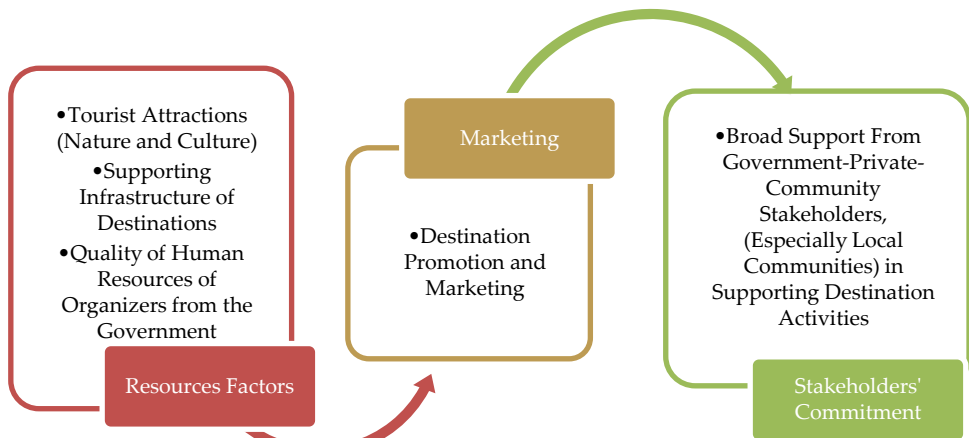 •Tourist Attractions
(Nature and Culture)
•Supporting
Infrastructure of
Destinations
•Quality of Human
Resources of
Organizers from the
Government
Resources Factors
Marketing
•Destination
Promotion and
Marketing
•Broad Support From
Government-Private-
Community
Stakeholders,
(Especially Local
Communities) in
Supporting Destination
Activities
Stakeholders'
Commitment